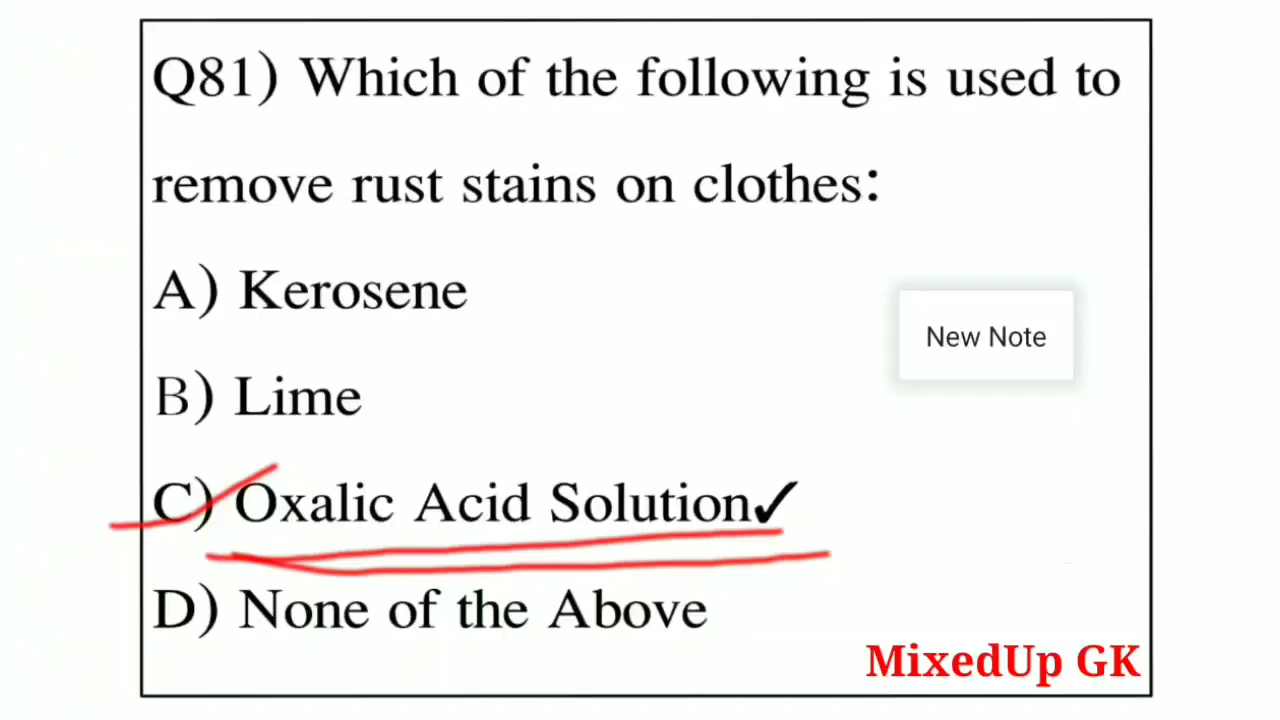 Q81) Which of the following is used to
remove rust stains on clothes:
A) Kerosene
New Note
B) Lime
C) Oxalic Acid Solution✓
D) None of the Above
MixedUp GK